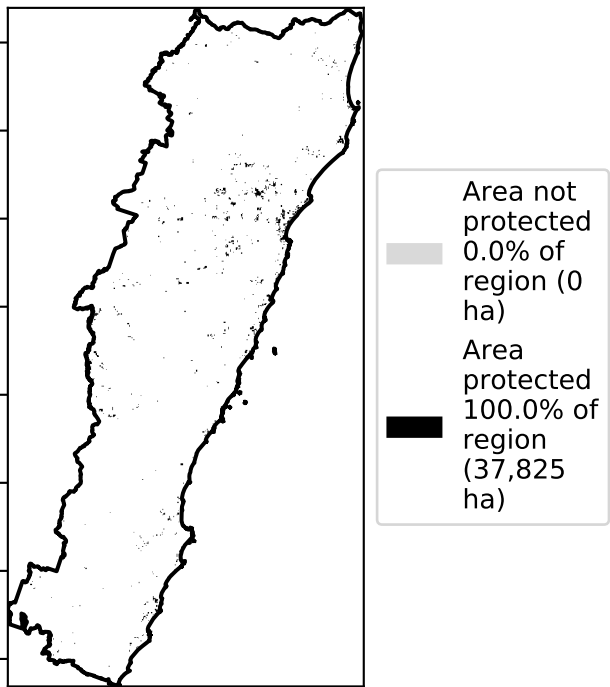 Area not
protected
0.0% of
region (0
ha)
Area
protected
100.0% of
region
(37,825
ha)